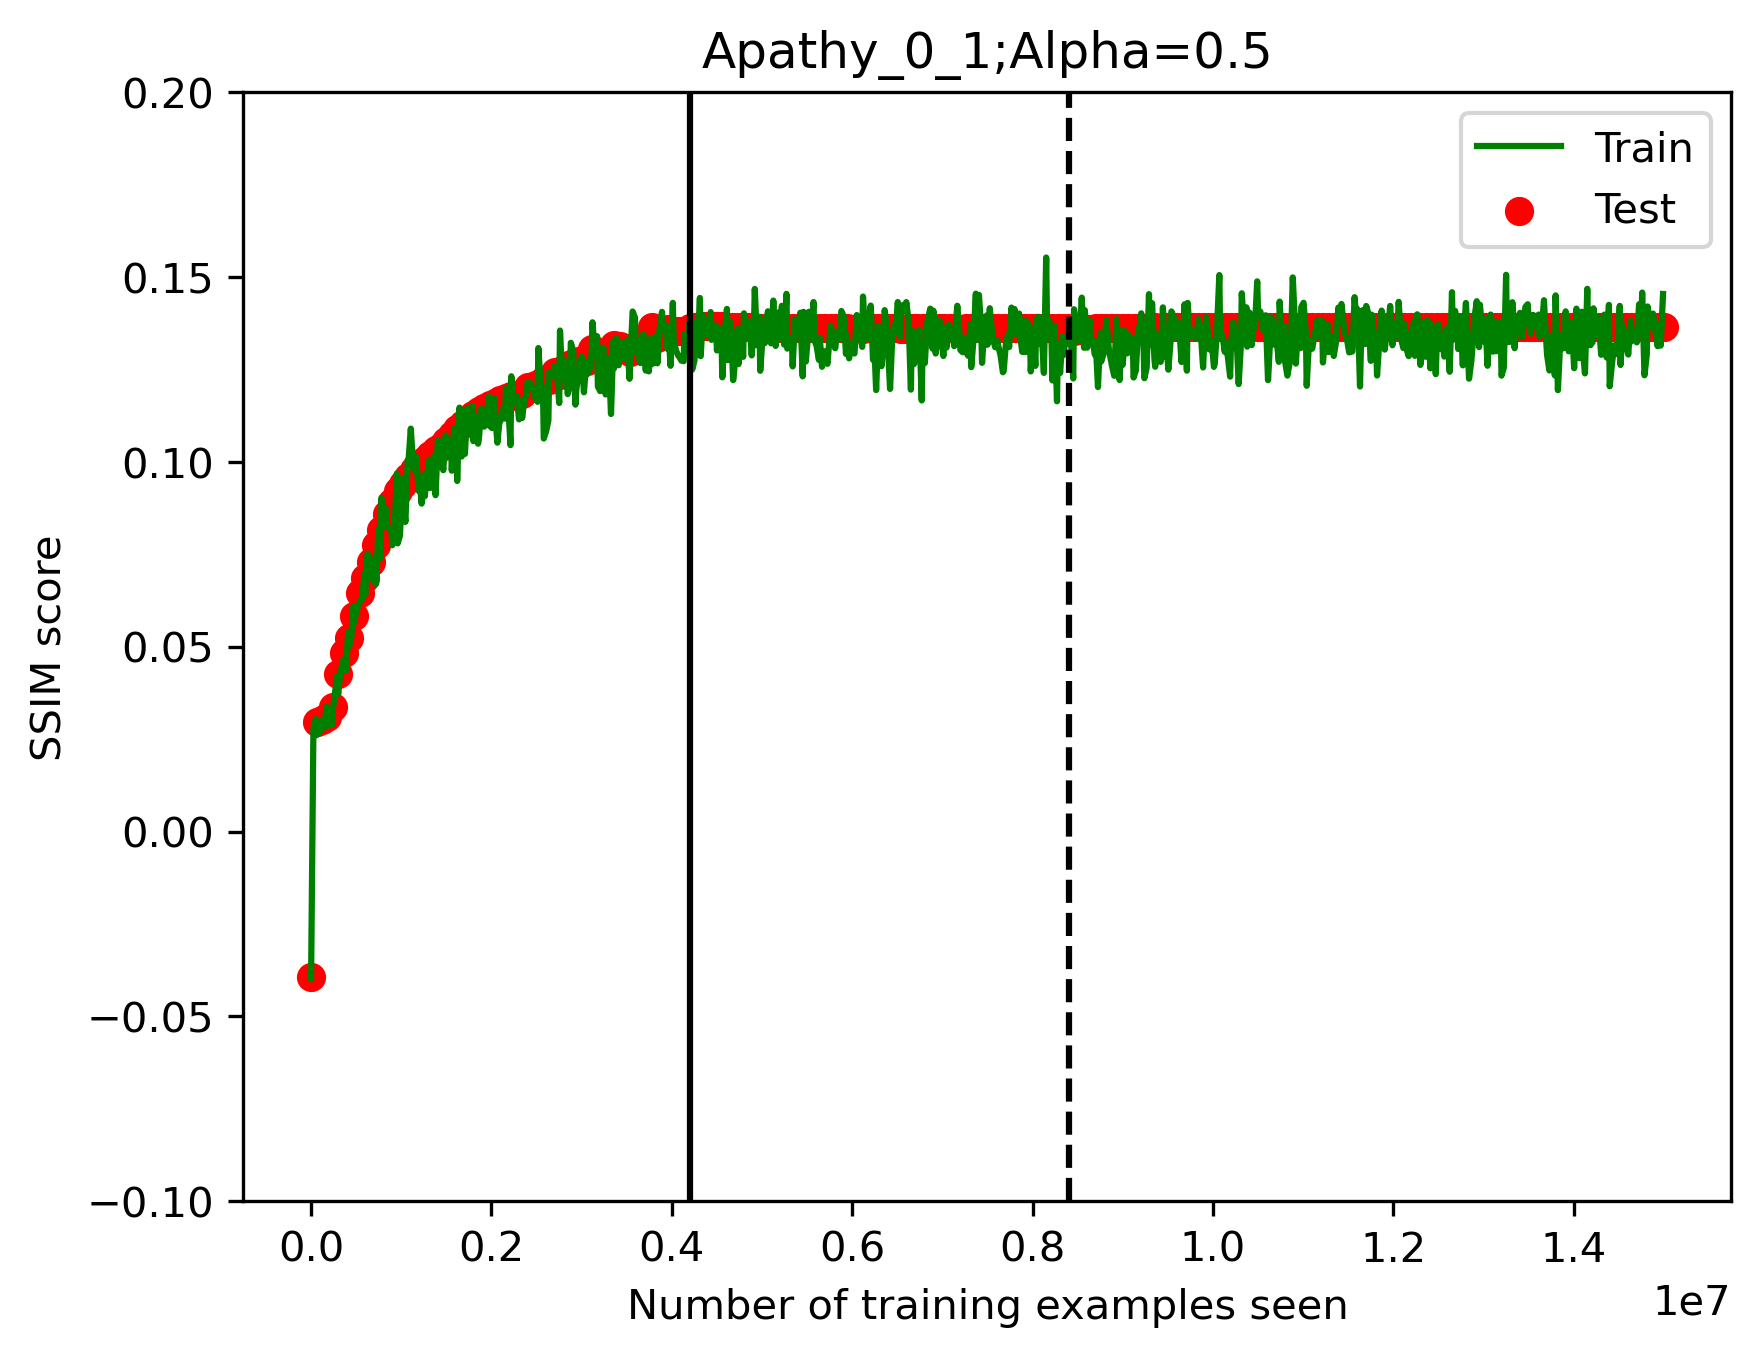 Apathy_0_1;Alpha=0.5
0.20
0.15
0.10
0.05
0.00
−0.05
−0.10
SSIM score
Train
Test
0.0 0.2 0.4 0.6 0.8 1.0 1.2 1.4
1e7
Number of training examples seen